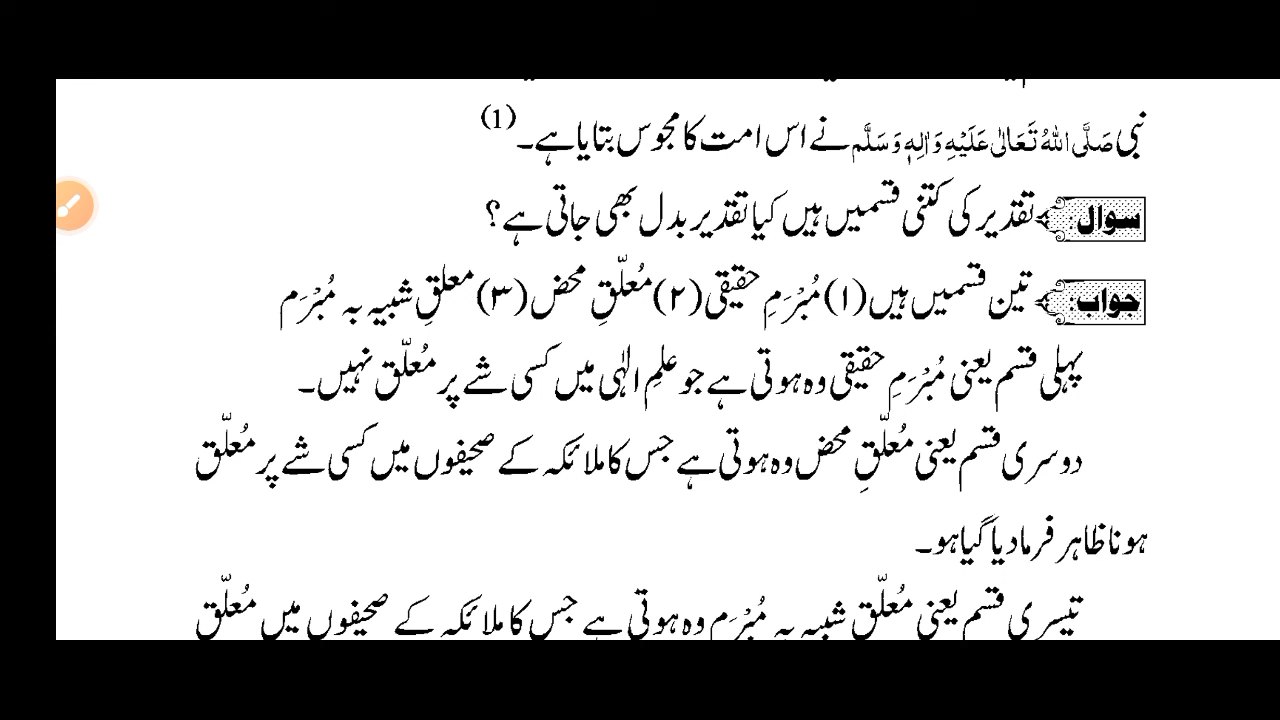 نبی صَلَّی اللہُ تَعَالٰی عَلَیْہِ وَاٰلِہٖ وَسَلَّم نے اس امت کا مجوس بتایا ہے۔(1)
سوال: تقدیر کی کتنی قسمیں ہیں کیا تقدیر بدل بھی جاتی ہے؟
جواب: تین قسمیں ہیں (۱) مُبْرَمِ حقیقی (۲) مُعلّقِ محض (۳) معلقِ شبیہ بہ مُبْرَم
پہلی قسم یعنی مُبْرَمِ حقیقی وہ ہوتی ہے جو علمِ الٰہی میں کسی شے پر مُعلّق نہیں۔
دوسری قسم یعنی مُعلّقِ محض وہ ہوتی ہے جس کا ملائکہ کے صحیفوں میں کسی شے پر مُعلّق
ہونا ظاہر فرما دیا گیا ہو۔
تیسری قسم یعنی مُعلّق شبیہ بہ مُبْرَم وہ ہوتی ہے جس کا ملائکہ کے صحیفوں میں مُعلّق